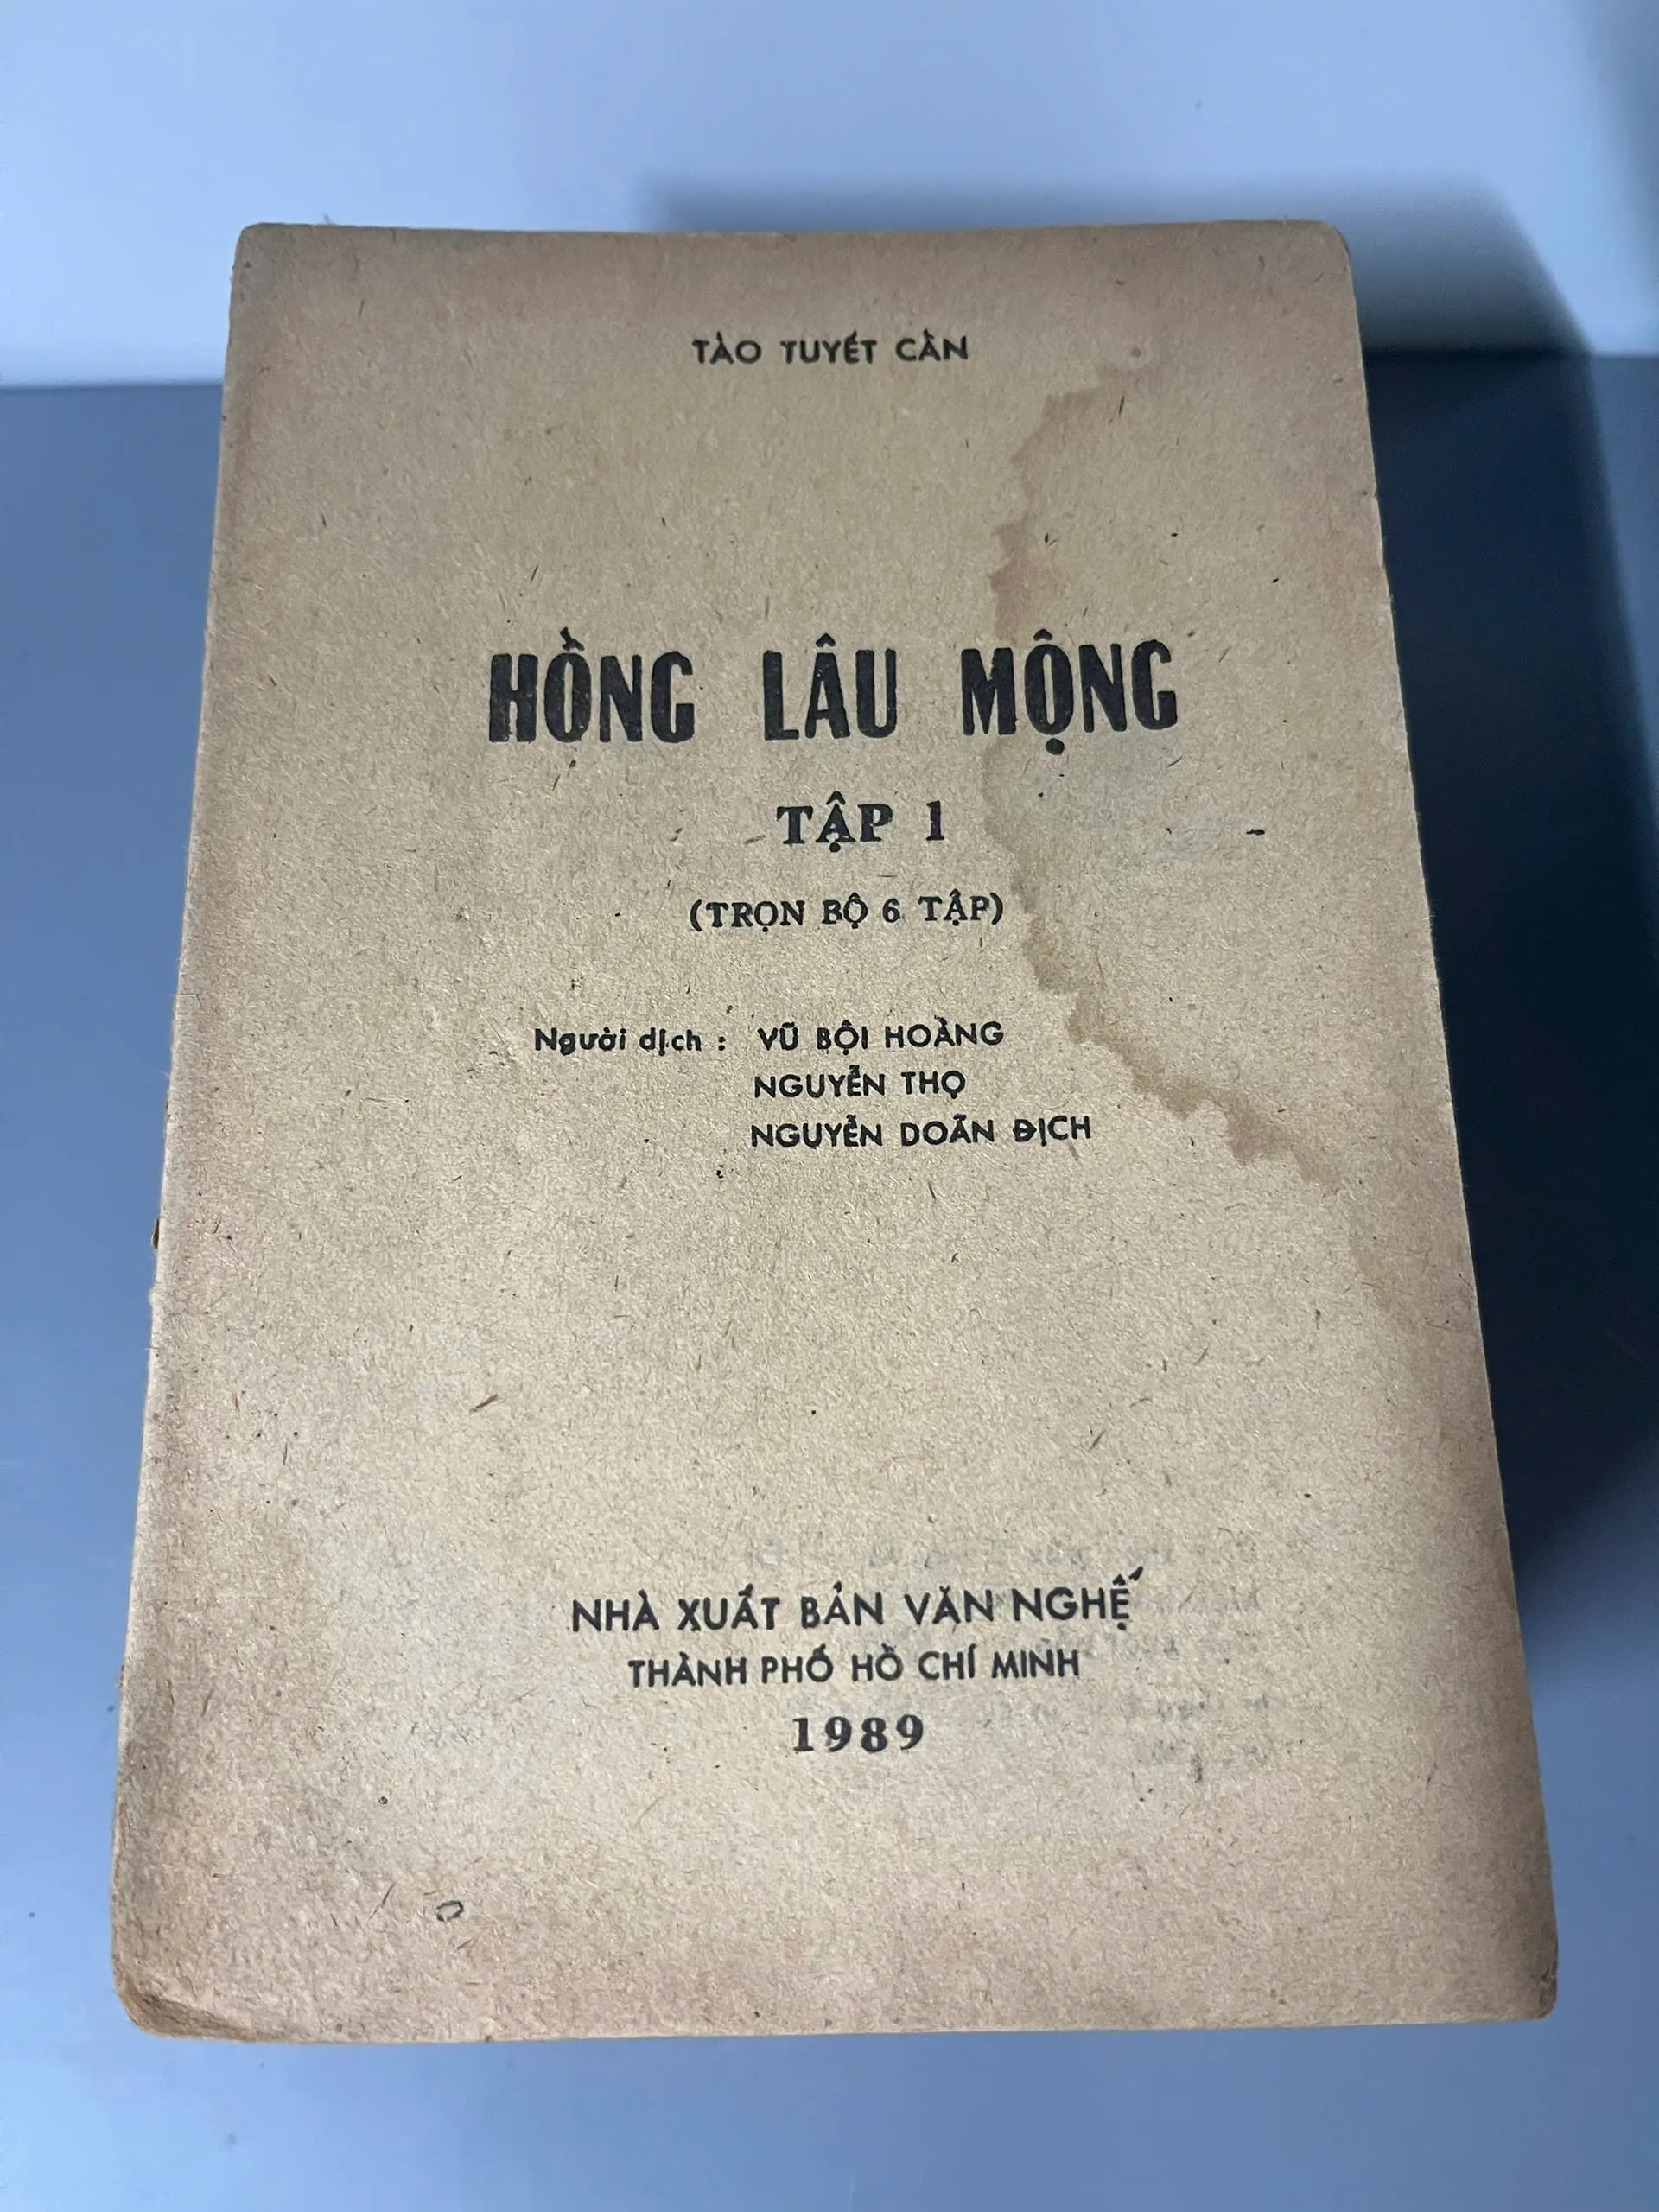 TÀO TUYẾT CẦN
HỒNG LÂU MỘNG
TẬP 1
(TRỌN BỘ 6 TẬP)
Người dịch : VŨ BỘI HOÀNG
NGUYỄN THỌ
NGUYỄN DOÃN ĐỊCH
NHÀ XUẤT BẢN VĂN NGHỆ
THÀNH PHỐ HỒ CHÍ MINH
1989